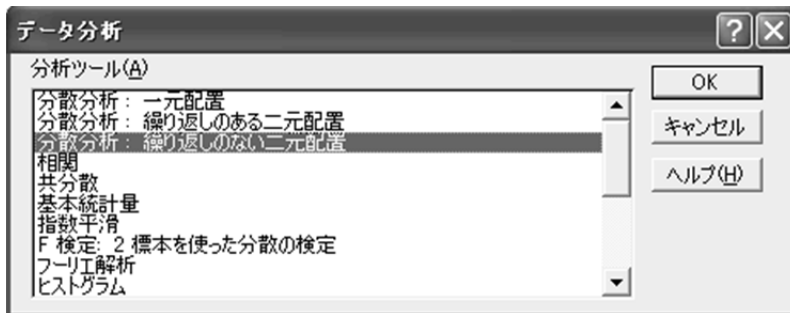 データ分析
分析ツール(A)
分散分析: 一元配置
分散分析: 繰り返しのある二元配置
分散分析: 繰り返しのない二元配置
相関
共分散
基本統計量
指数平滑
F 検定: 2 標本を使った分散の検定
フーリエ解析
ヒストグラム
OK
キャンセル
ヘルプ(H)